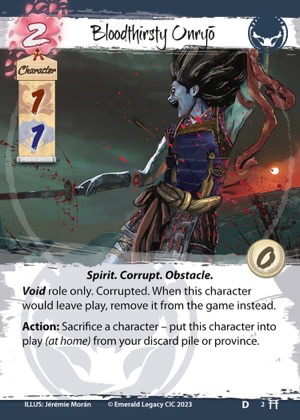 2
Bloodthirsty Onryō
Character
1
1
0
Spirit. Corrupt. Obstacle.
Void role only. Corrupted. When this character
would leave play, remove it from the game instead.
Action: Sacrifice a character – put this character into
play (at home) from your discard pile or province.
ILLUS: Jérémie Morán © Emerald Legacy CIC 2023 D 2